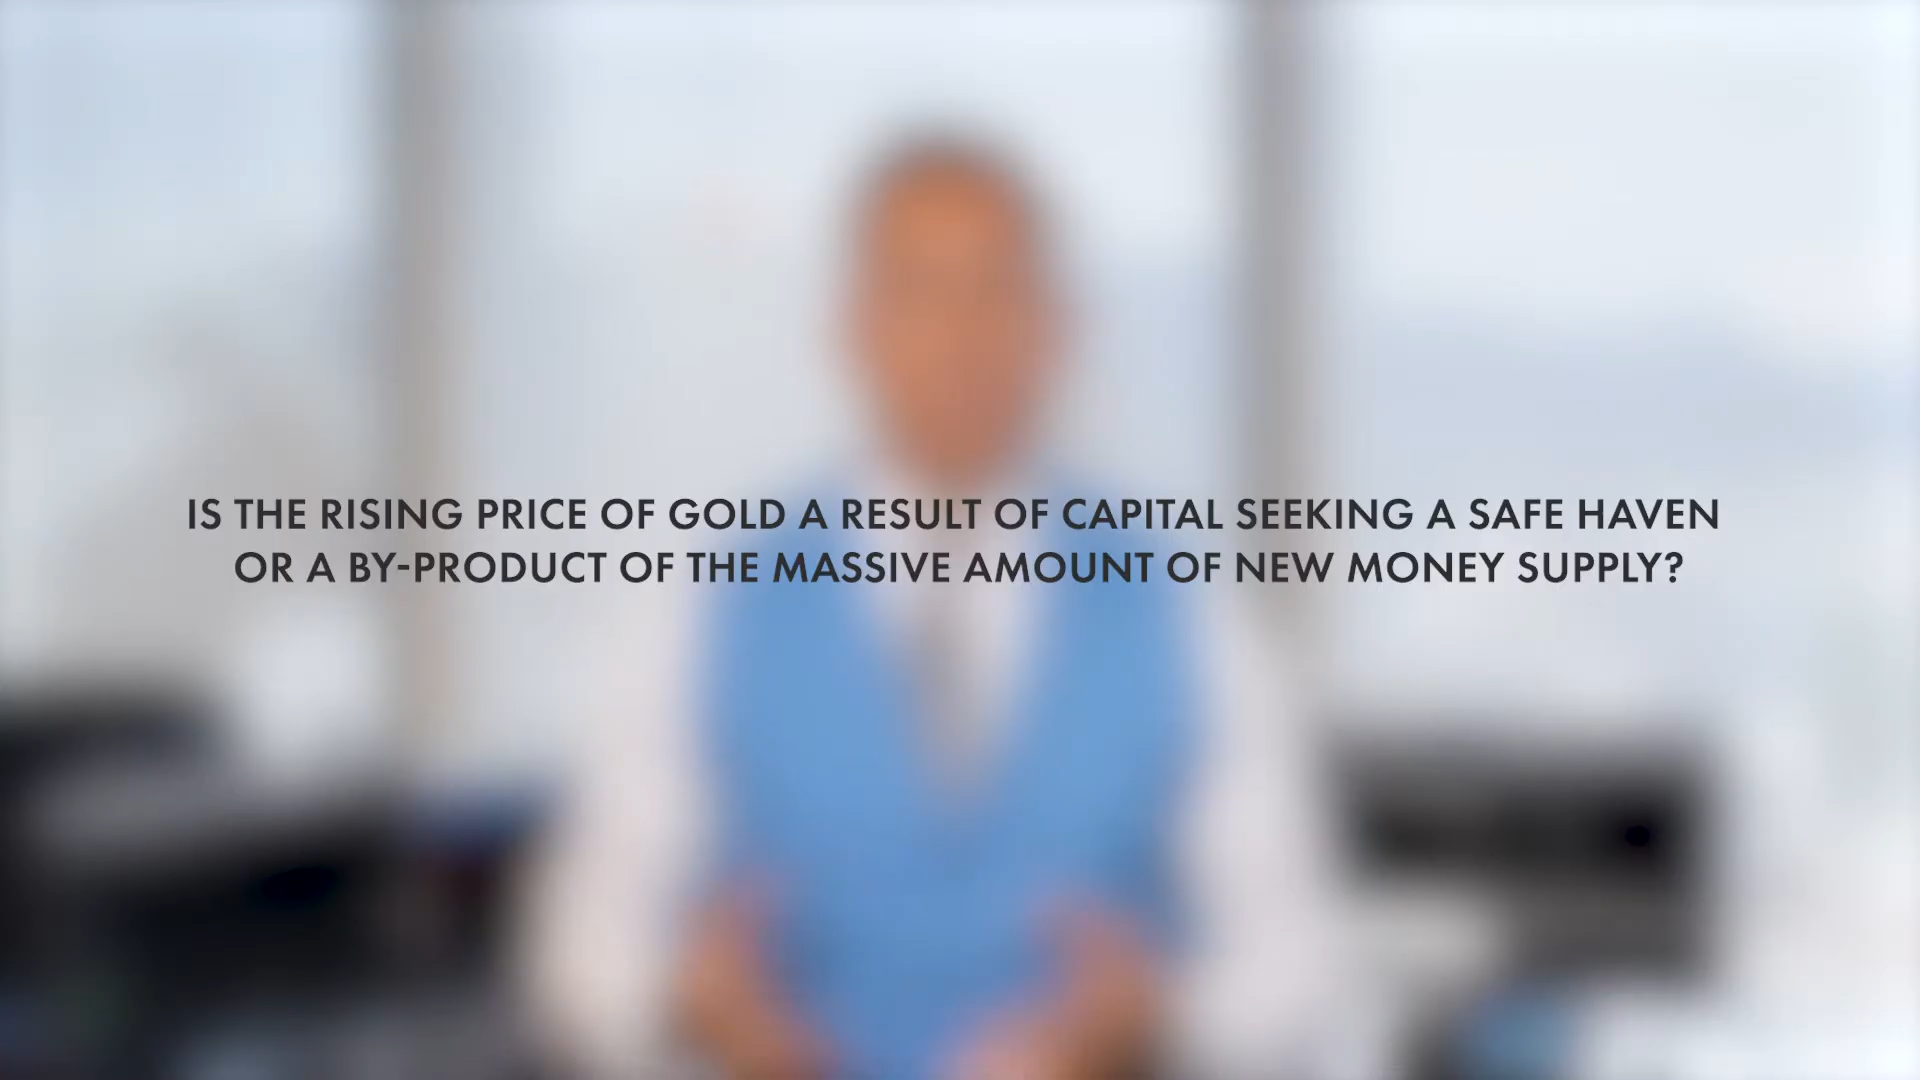 IS THE RISING PRICE OF GOLD A RESULT OF CAPITAL SEEKING A SAFE HAVEN
OR A BY-PRODUCT OF THE MASSIVE AMOUNT OF NEW MONEY SUPPLY?